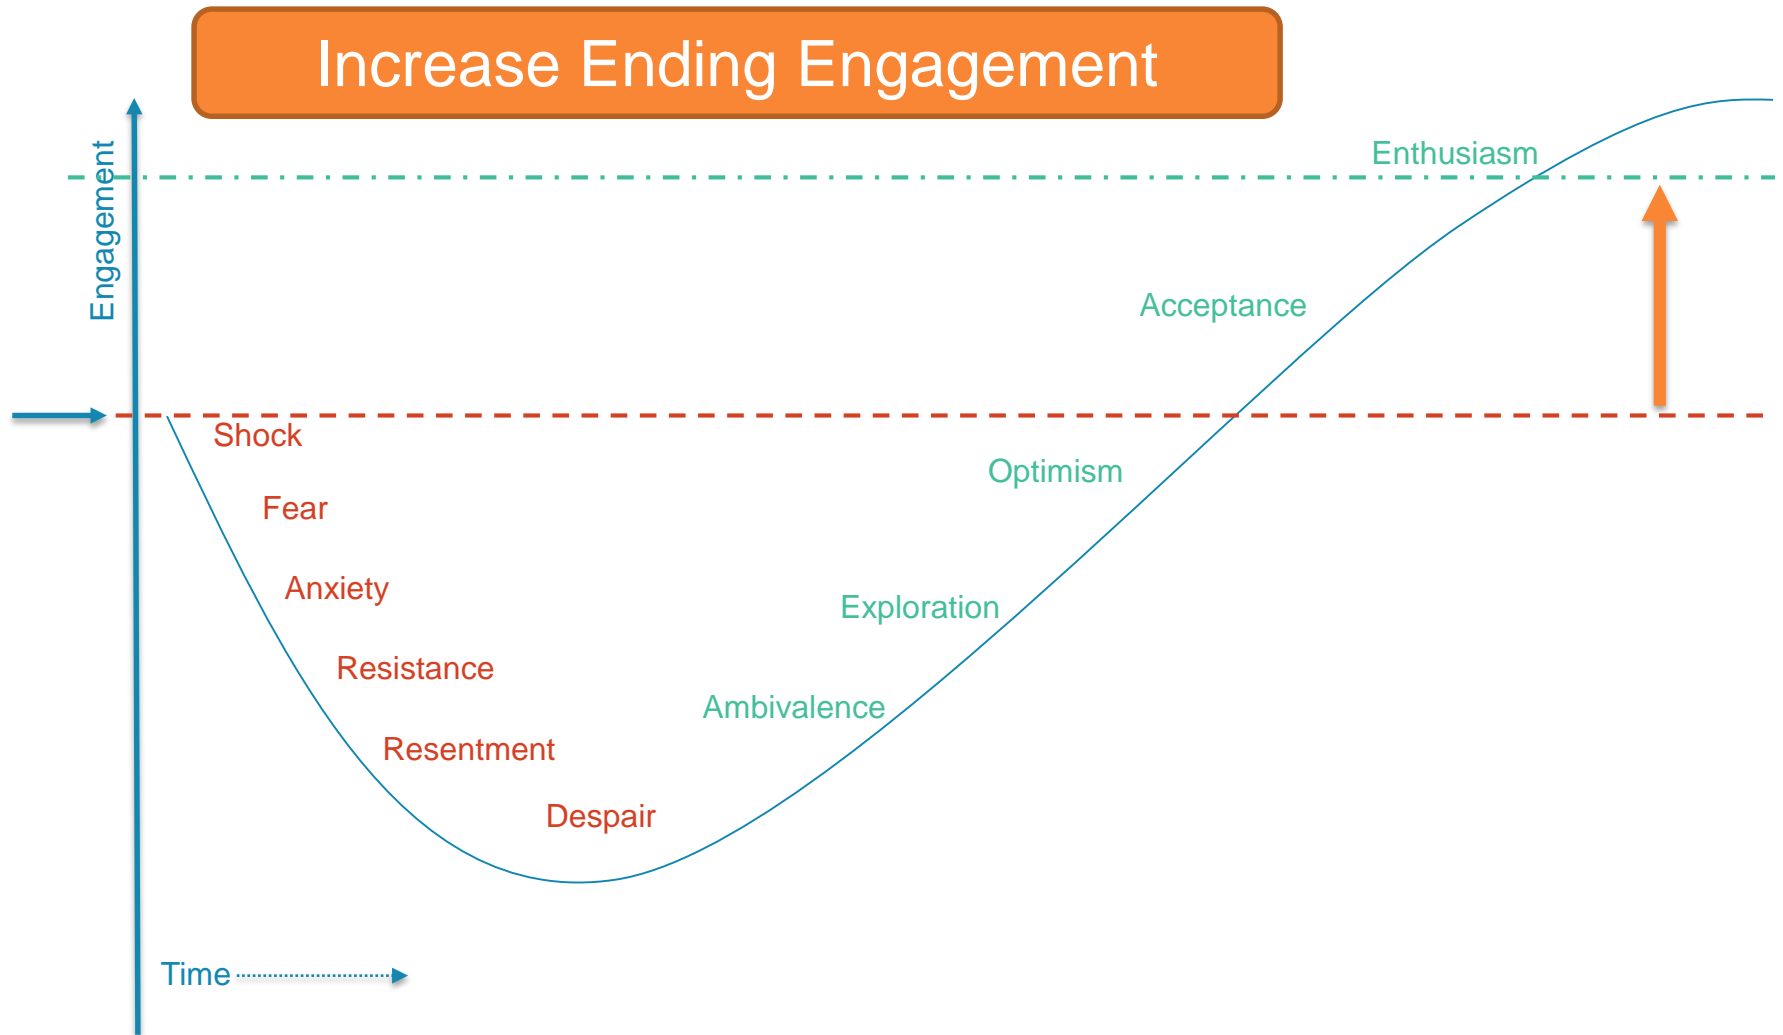 Increase Ending Engagement
Engagement
Enthusiasm
Acceptance
Shock
Optimism
Fear
Anxiety
Exploration
Resistance
Ambivalence
Resentment
Despair
Time